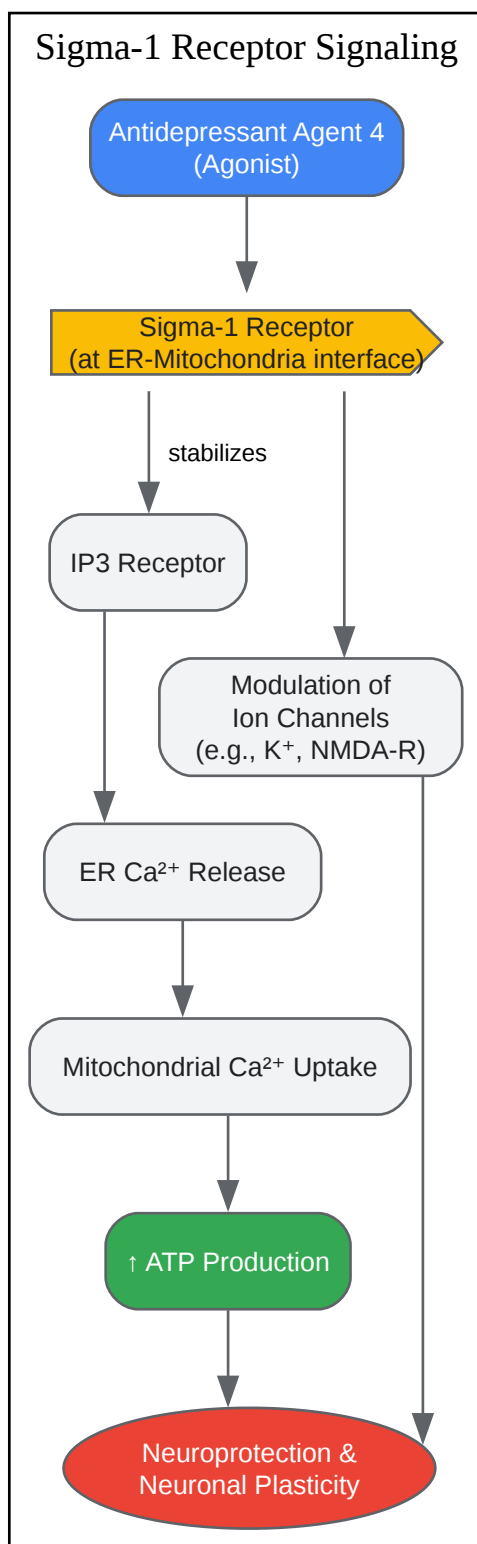 Sigma-1 Receptor Signaling
Antidepressant Agent 4
(Agonist)
Sigma-1 Receptor
(at ER-Mitochondria interface)
stabilizes
IP3 Receptor
Modulation of
Ion Channels
(e.g., K⁺, NMDA-R)
ER Ca²⁺ Release
Mitochondrial Ca²⁺ Uptake
↑ ATP Production
Neuroprotection &
Neuronal Plasticity